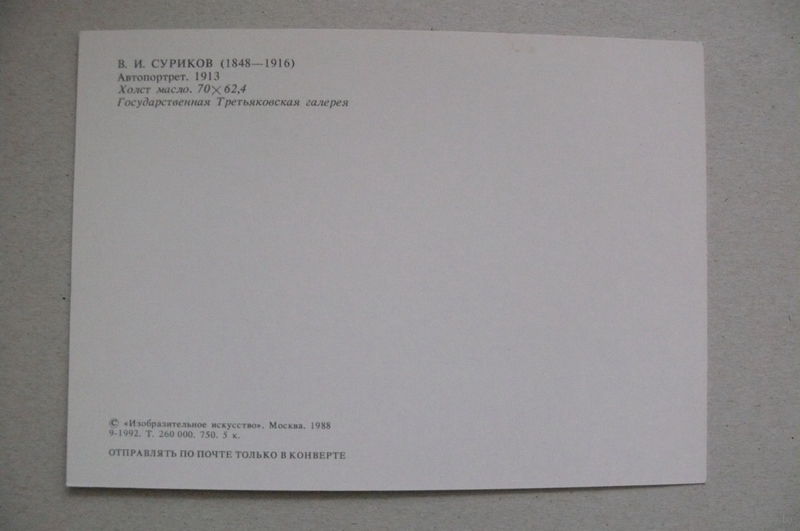 В. И. СУРИКОВ (1848—1916)
Автопортрет. 1913
Холст масло. 70×62,4
Государственная Третьяковская галерея
© «Изобразительное искусство». Москва. 1988
9-1992. Т. 260 000. 750. 5 к.
ОТПРАВЛЯТЬ ПО ПОЧТЕ ТОЛЬКО В КОНВЕРТЕ